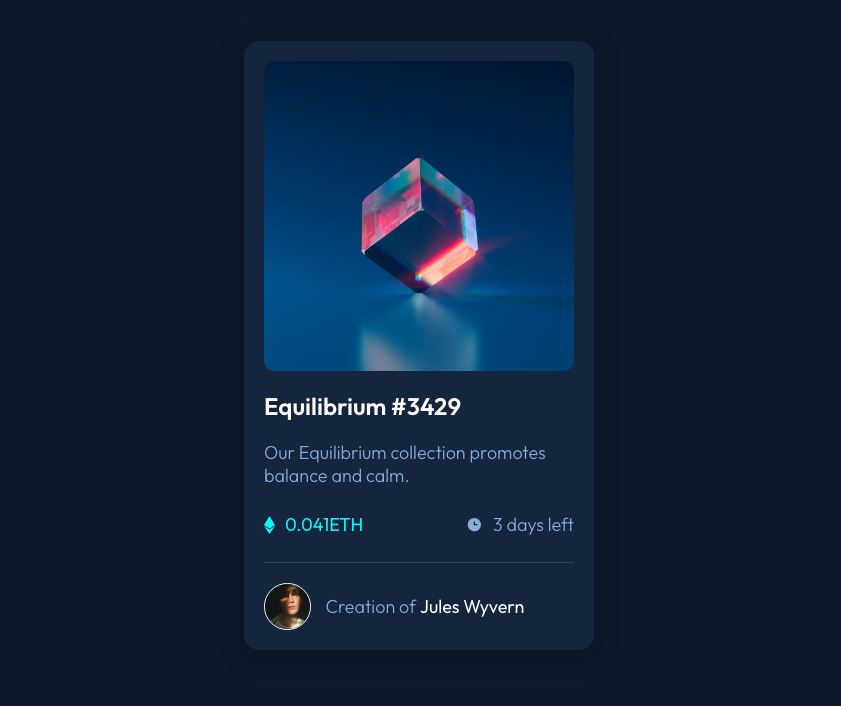 Equilibrium #3429
Our Equilibrium collection promotes
balance and calm.
0.041ETH 3 days left
Creation of Jules Wyvern